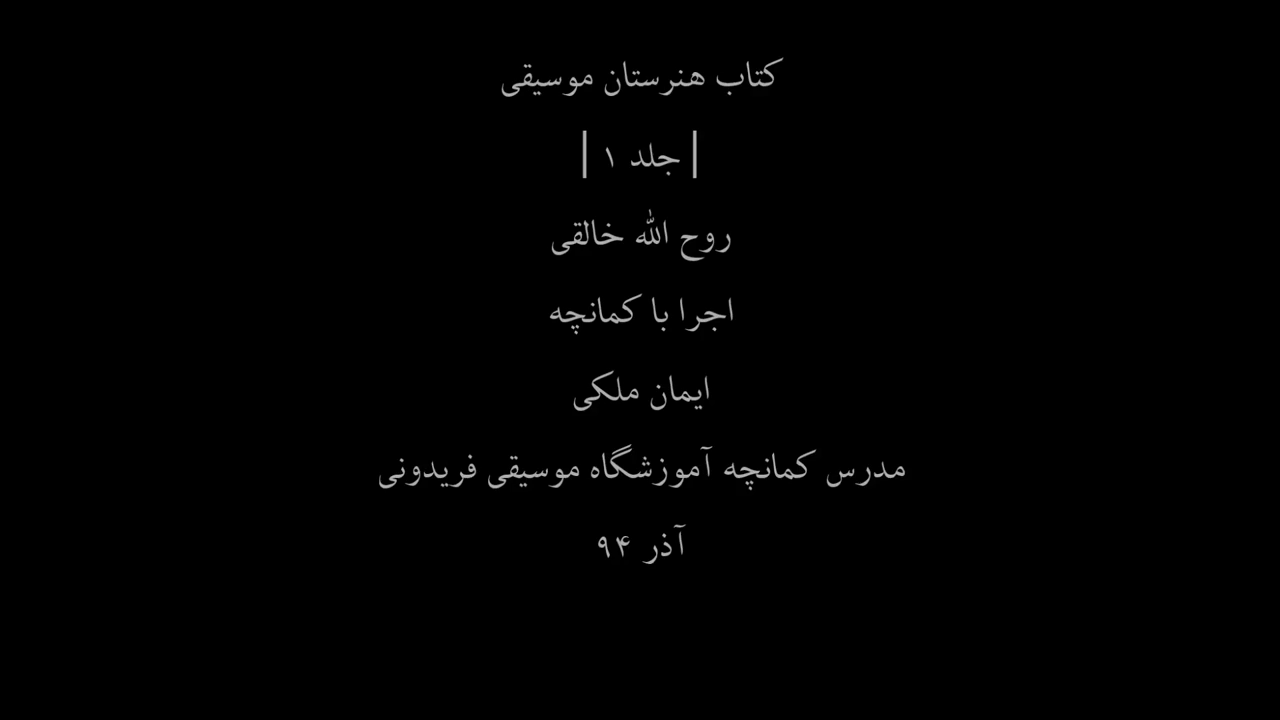 کتاب هنرستان موسیقی
| جلد ۱ |
روح الله خالقی
اجرا با کمانچه
ایمان ملکی
مدرس کمانچه آموزشگاه موسیقی فریدونی
آذر ۹۴